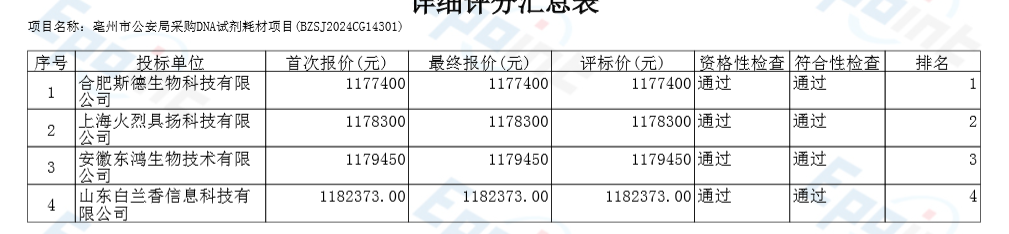 详细评分汇总表
项目名称：亳州市公安局采购DNA试剂耗材项目(BZSJ2024CG14301)
序号 投标单位 首次报价(元) 最终报价(元) 评标价(元) 资格性检查 符合性检查 排名
1 合肥斯德生物科技有限公司 1177400 1177400 1177400 通过 通过 1
2 上海火烈具扬科技有限公司 1178300 1178300 1178300 通过 通过 2
3 安徽东鸿生物技术有限公司 1179450 1179450 1179450 通过 通过 3
4 山东白兰香信息科技有限公司 1182373.00 1182373.00 1182373.00 通过 通过 4
Epoint